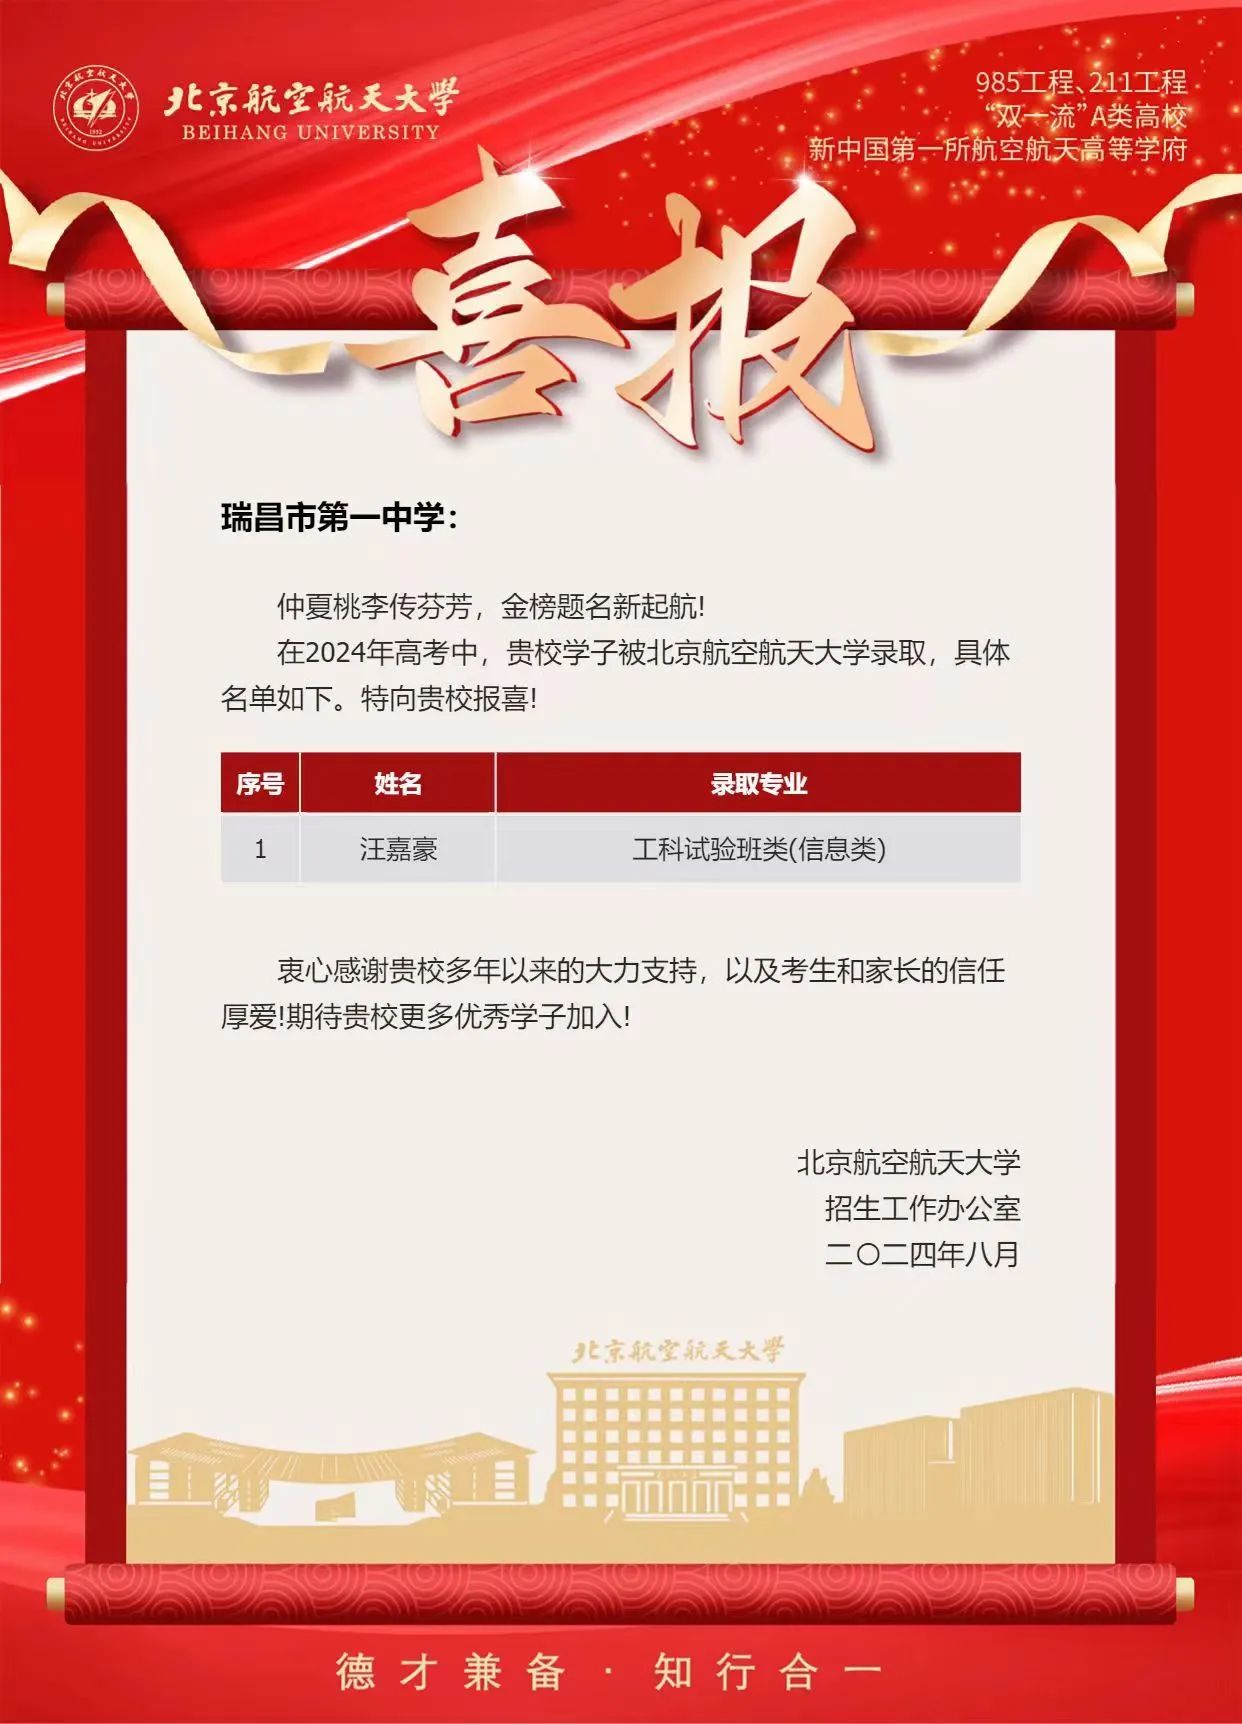 北京航空航天大学
BEIHANG UNIVERSITY
985工程、211工程
“双一流”A类高校
新中国第一所航空航天高等学府
喜报
瑞昌市第一中学：
仲夏桃李传芬芳，金榜题名新起航!
在2024年高考中，贵校学子被北京航空航天大学录取，具体
名单如下。特向贵校报喜!
序号 姓名 录取专业
1 汪嘉豪 工科试验班类(信息类)
衷心感谢贵校多年以来的大力支持，以及考生和家长的信任
厚爱!期待贵校更多优秀学子加入!
北京航空航天大学
招生工作办公室
二〇二四年八月
北京航空航天大學
德才兼备·知行合一